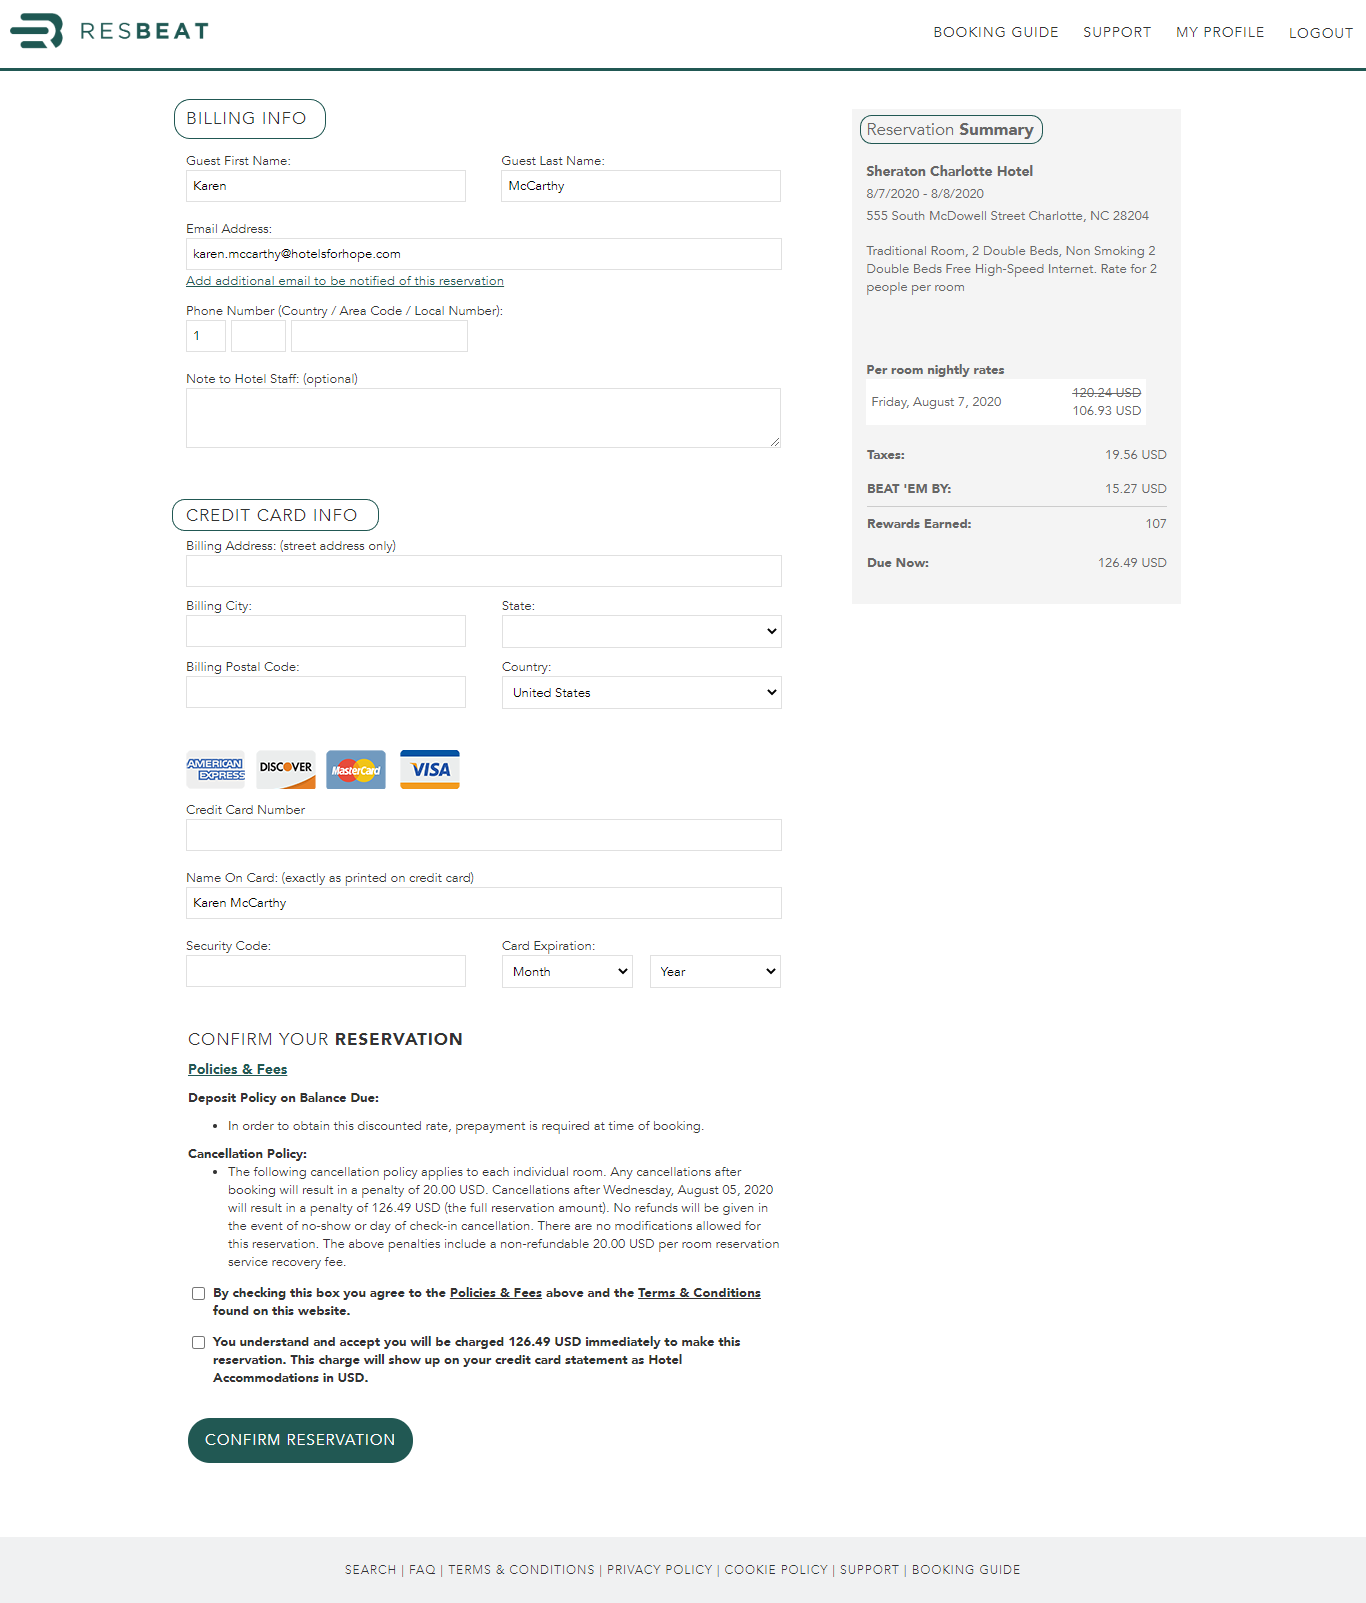 RESBEAT
BOOKING GUIDE SUPPORT MY PROFILE LOGOUT
BILLING INFO
Guest First Name: Guest Last Name:
Karen McCarthy
Email Address:
karen.mccarthy@hotelsforhope.com
Add additional email to be notified of this reservation
Phone Number (Country / Area Code / Local Number):
1
Note to Hotel Staff: (optional)
CREDIT CARD INFO
Billing Address: (street address only)
Billing City: State:
Billing Postal Code: Country:
United States
AMERICAN EXPRESS DISCOVER MasterCard VISA
Credit Card Number
Name On Card: (exactly as printed on credit card)
Karen McCarthy
Security Code: Card Expiration:
Month Year
CONFIRM YOUR RESERVATION
Policies & Fees
Deposit Policy on Balance Due:
• In order to obtain this discounted rate, prepayment is required at time of booking.
Cancellation Policy:
• The following cancellation policy applies to each individual room. Any cancellations after
booking will result in a penalty of 20.00 USD. Cancellations after Wednesday, August 05, 2020
will result in a penalty of 126.49 USD (the full reservation amount). No refunds will be given in
the event of no-show or day of check-in cancellation. There are no modifications allowed for
this reservation. The above penalties include a non-refundable 20.00 USD per room reservation
service recovery fee.
By checking this box you agree to the Policies & Fees above and the Terms & Conditions
found on this website.
You understand and accept you will be charged 126.49 USD immediately to make this
reservation. This charge will show up on your credit card statement as Hotel
Accommodations in USD.
CONFIRM RESERVATION
Reservation Summary
Sheraton Charlotte Hotel
8/7/2020 - 8/8/2020
555 South McDowell Street Charlotte, NC 28204
Traditional Room, 2 Double Beds, Non Smoking 2
Double Beds Free High-Speed Internet. Rate for 2
people per room
Per room nightly rates
120.24 USD
Friday, August 7, 2020
106.93 USD
Taxes: 19.56 USD
BEAT 'EM BY: 15.27 USD
Rewards Earned: 107
Due Now: 126.49 USD
SEARCH | FAQ | TERMS & CONDITIONS | PRIVACY POLICY | COOKIE POLICY | SUPPORT | BOOKING GUIDE